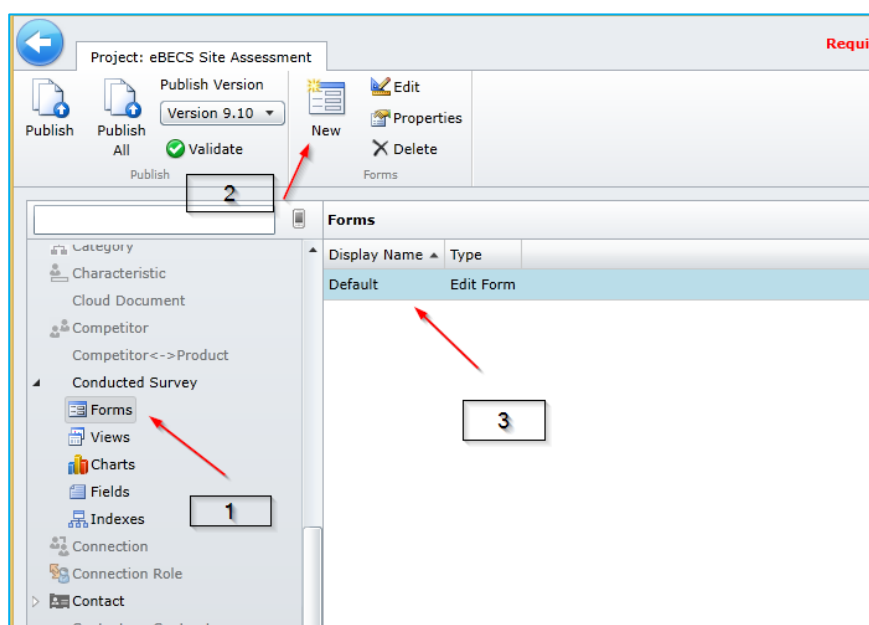 Project: eBECS Site Assessment
Requi
Publish
Publish All
Publish Version
Version 9.10
Validate
Publish
New
Edit
Properties
Delete
Forms
2
Forms
Display Name Type
Default Edit Form
Category
Characteristic
Cloud Document
Competitor
Competitor<->Product
Conducted Survey
Forms
Views
Charts
Fields
Indexes
Connection
Connection Role
Contact
1
3